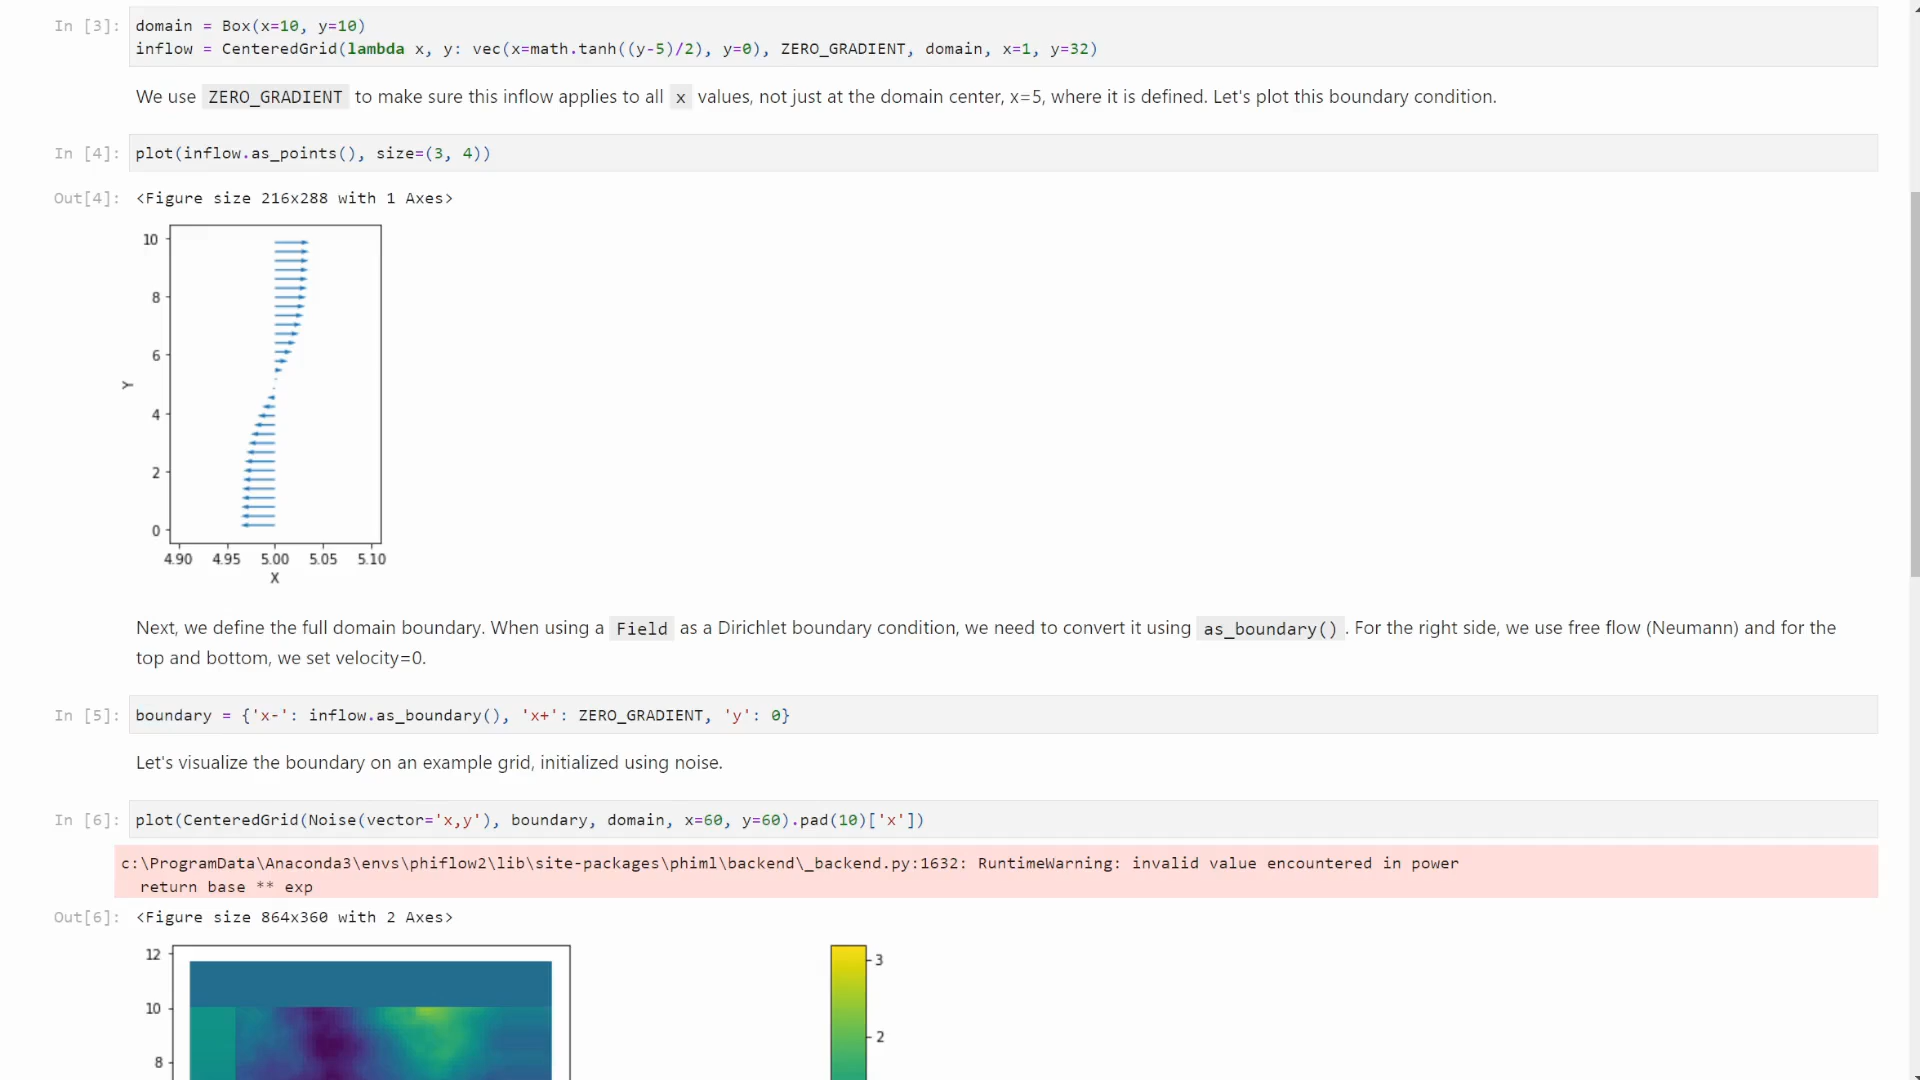 In [3]: domain = Box(x=10, y=10)
inflow = CenteredGrid(lambda x, y: vec(x=math.tanh((y-5)/2), y=0), ZERO_GRADIENT, domain, x=1, y=32)
We use ZERO_GRADIENT to make sure this inflow applies to all x values, not just at the domain center, x=5, where it is defined. Let's plot this boundary condition.
In [4]: plot(inflow.as_points(), size=(3, 4))
Out[4]: <Figure size 216x288 with 1 Axes>
10
8
6
Y
4
2
0
4.90 4.95 5.00 5.05 5.10
X
Next, we define the full domain boundary. When using a Field as a Dirichlet boundary condition, we need to convert it using as_boundary() . For the right side, we use free flow (Neumann) and for the
top and bottom, we set velocity=0.
In [5]: boundary = {'x-': inflow.as_boundary(), 'x+': ZERO_GRADIENT, 'y': 0}
Let's visualize the boundary on an example grid, initialized using noise.
In [6]: plot(CenteredGrid(Noise(vector='x,y'), boundary, domain, x=60, y=60).pad(10)['x'])
c:\ProgramData\Anaconda3\envs\phiflow2\lib\site-packages\phiml\backend\_backend.py:1632: RuntimeWarning: invalid value encountered in power
return base ** exp
Out[6]: <Figure size 864x360 with 2 Axes>
12
3
10
2
8